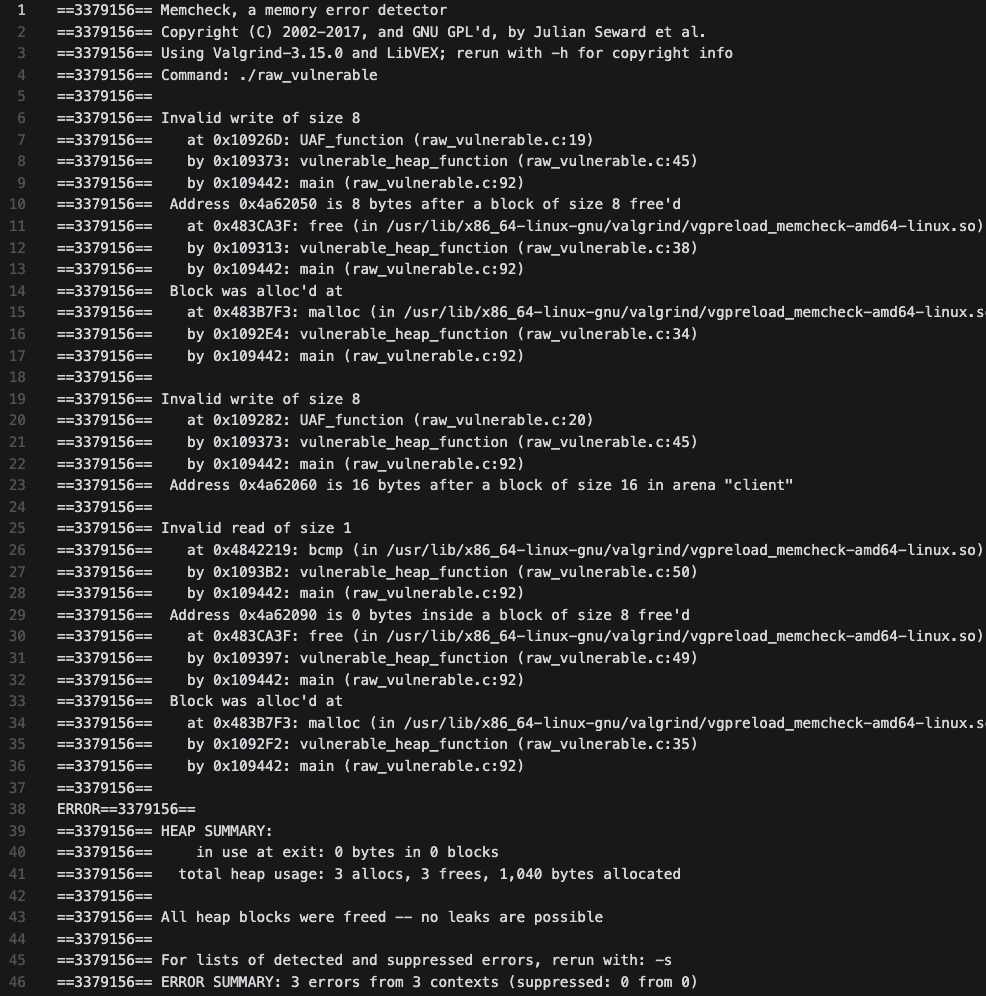 1 ==3379156== Memcheck, a memory error detector
2 ==3379156== Copyright (C) 2002-2017, and GNU GPL'd, by Julian Seward et al.
3 ==3379156== Using Valgrind-3.15.0 and LibVEX; rerun with -h for copyright info
4 ==3379156== Command: ./raw_vulnerable
5 ==3379156==
6 ==3379156== Invalid write of size 8
7 ==3379156==    at 0x10926D: UAF_function (raw_vulnerable.c:19)
8 ==3379156==    by 0x109373: vulnerable_heap_function (raw_vulnerable.c:45)
9 ==3379156==    by 0x109442: main (raw_vulnerable.c:92)
10 ==3379156==  Address 0x4a62050 is 8 bytes after a block of size 8 free'd
11 ==3379156==    at 0x483CA3F: free (in /usr/lib/x86_64-linux-gnu/valgrind/vgpreload_memcheck-amd64-linux.so)
12 ==3379156==    by 0x109313: vulnerable_heap_function (raw_vulnerable.c:38)
13 ==3379156==    by 0x109442: main (raw_vulnerable.c:92)
14 ==3379156==  Block was alloc'd at
15 ==3379156==    at 0x483B7F3: malloc (in /usr/lib/x86_64-linux-gnu/valgrind/vgpreload_memcheck-amd64-linux.s
16 ==3379156==    by 0x1092E4: vulnerable_heap_function (raw_vulnerable.c:34)
17 ==3379156==    by 0x109442: main (raw_vulnerable.c:92)
18 ==3379156==
19 ==3379156== Invalid write of size 8
20 ==3379156==    at 0x109282: UAF_function (raw_vulnerable.c:20)
21 ==3379156==    by 0x109373: vulnerable_heap_function (raw_vulnerable.c:45)
22 ==3379156==    by 0x109442: main (raw_vulnerable.c:92)
23 ==3379156==  Address 0x4a62060 is 16 bytes after a block of size 16 in arena "client"
24 ==3379156==
25 ==3379156== Invalid read of size 1
26 ==3379156==    at 0x4842219: bcmp (in /usr/lib/x86_64-linux-gnu/valgrind/vgpreload_memcheck-amd64-linux.so)
27 ==3379156==    by 0x1093B2: vulnerable_heap_function (raw_vulnerable.c:50)
28 ==3379156==    by 0x109442: main (raw_vulnerable.c:92)
29 ==3379156==  Address 0x4a62090 is 0 bytes inside a block of size 8 free'd
30 ==3379156==    at 0x483CA3F: free (in /usr/lib/x86_64-linux-gnu/valgrind/vgpreload_memcheck-amd64-linux.so)
31 ==3379156==    by 0x109397: vulnerable_heap_function (raw_vulnerable.c:49)
32 ==3379156==    by 0x109442: main (raw_vulnerable.c:92)
33 ==3379156==  Block was alloc'd at
34 ==3379156==    at 0x483B7F3: malloc (in /usr/lib/x86_64-linux-gnu/valgrind/vgpreload_memcheck-amd64-linux.s
35 ==3379156==    by 0x1092F2: vulnerable_heap_function (raw_vulnerable.c:35)
36 ==3379156==    by 0x109442: main (raw_vulnerable.c:92)
37 ==3379156==
38 ERROR==3379156==
39 ==3379156== HEAP SUMMARY:
40 ==3379156==     in use at exit: 0 bytes in 0 blocks
41 ==3379156==   total heap usage: 3 allocs, 3 frees, 1,040 bytes allocated
42 ==3379156==
43 ==3379156== All heap blocks were freed -- no leaks are possible
44 ==3379156==
45 ==3379156== For lists of detected and suppressed errors, rerun with: -s
46 ==3379156== ERROR SUMMARY: 3 errors from 3 contexts (suppressed: 0 from 0)